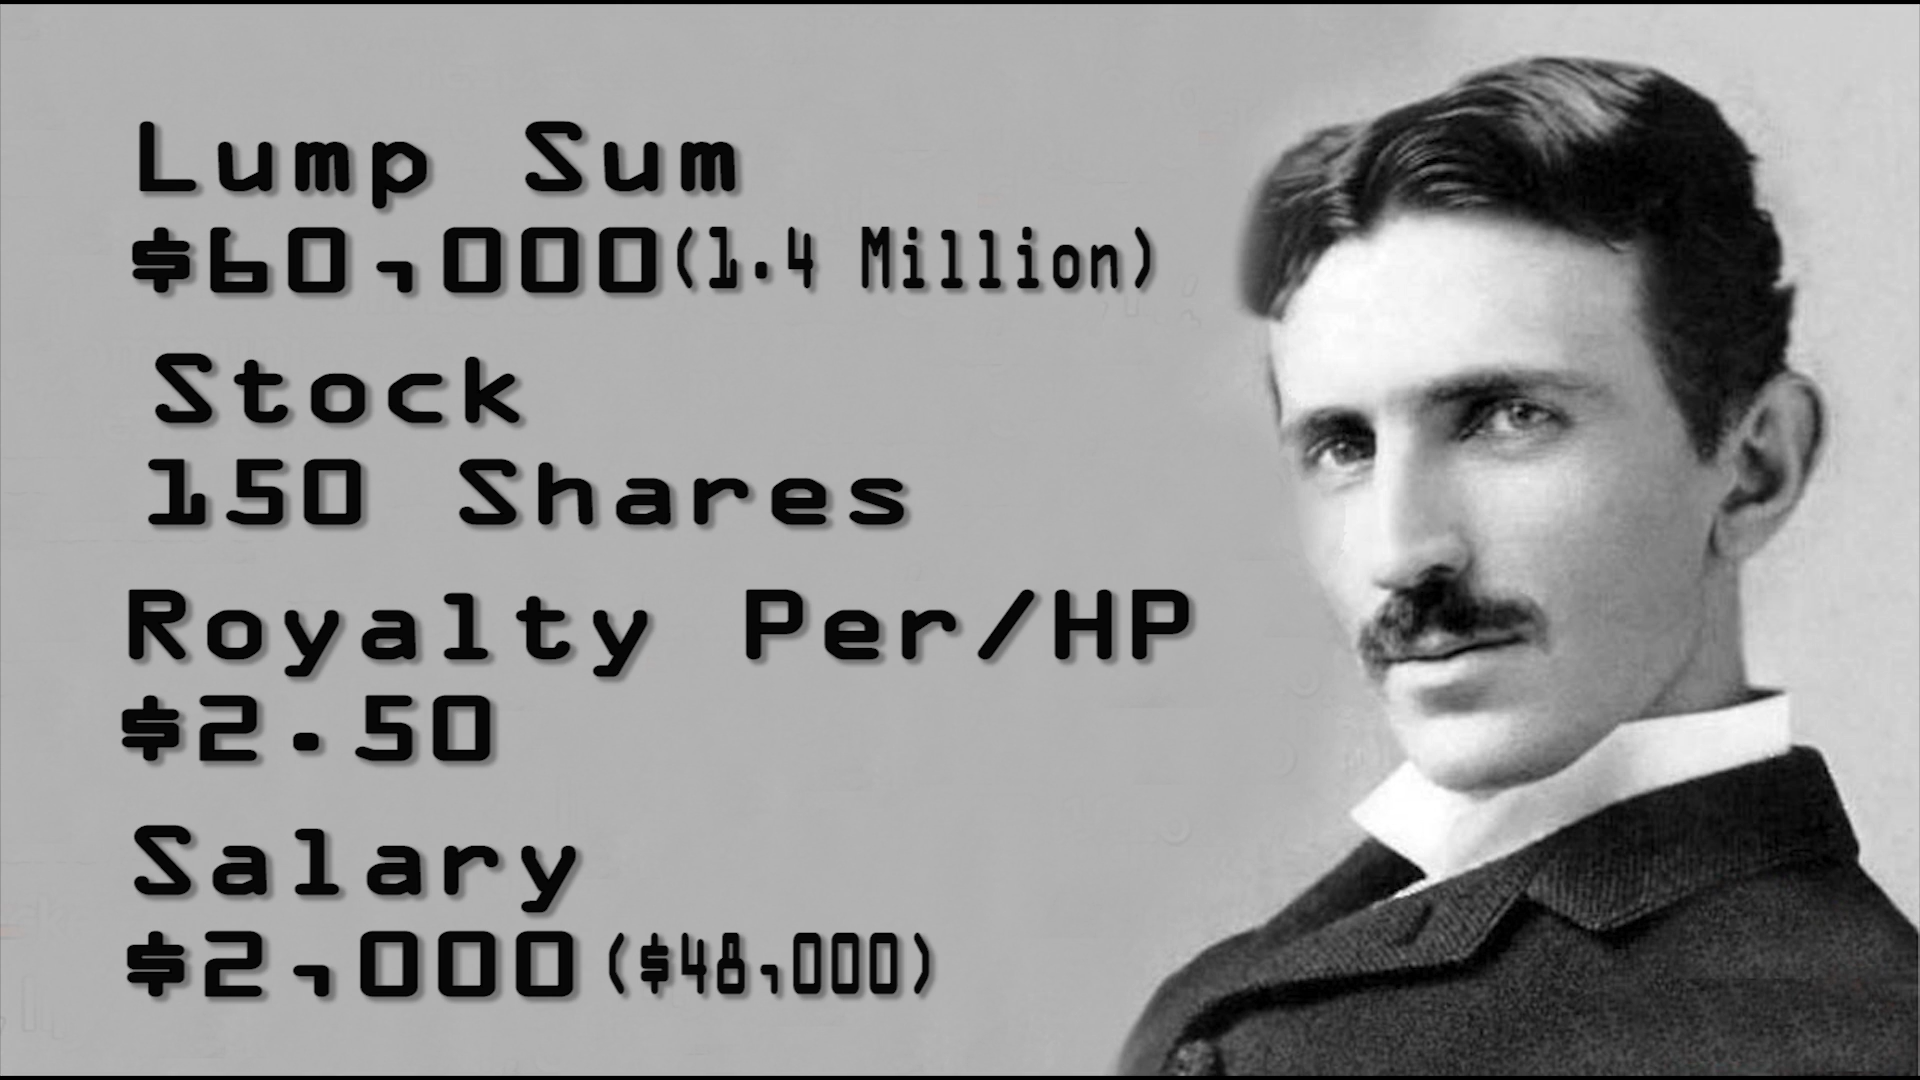 Lump Sum
$60,000(1.4 Million)
Stock
150 Shares
Royalty Per/HP
$2.50
Salary
$2,000($48,000)